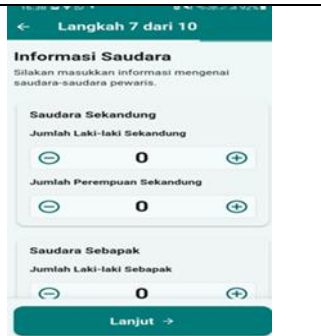 ← Langkah 7 dari 10
Informasi Saudara
Silakan masukkan informasi mengenai
saudara-saudara pewaris.
Saudara Sekandung
Jumlah Laki-laki Sekandung
0
Jumlah Perempuan Sekandung
0
Saudara Sebapak
Jumlah Laki-laki Sebapak
0
Lanjut →